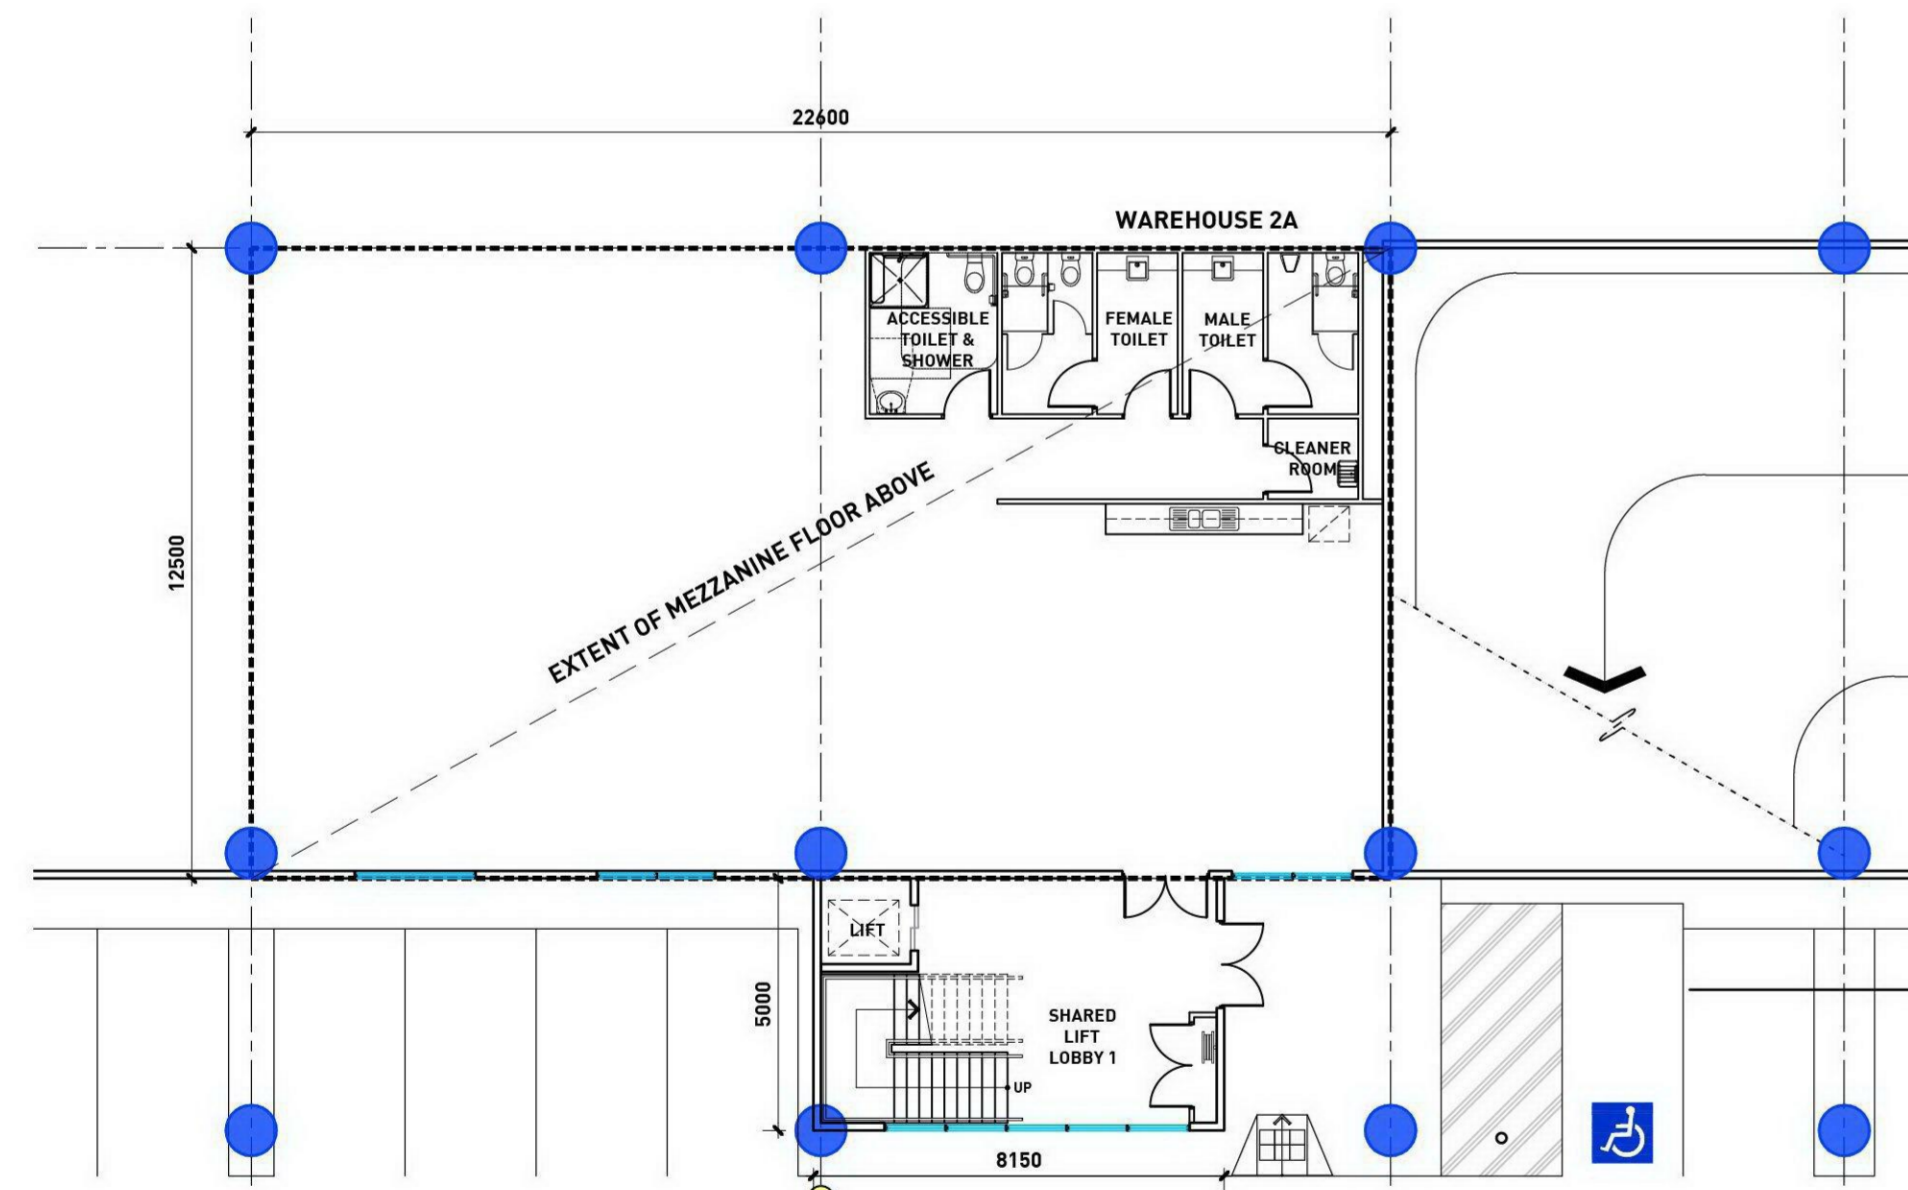 22600
WAREHOUSE 2A
ACCESSIBLE
TOILET &
SHOWER
FEMALE
TOILET
MALE
TOILET
CLEANER
ROOM
EXTENT OF MEZZANINE FLOOR ABOVE
12500
LIFT
5000
SHARED
LIFT
LOBBY 1
UP
8150